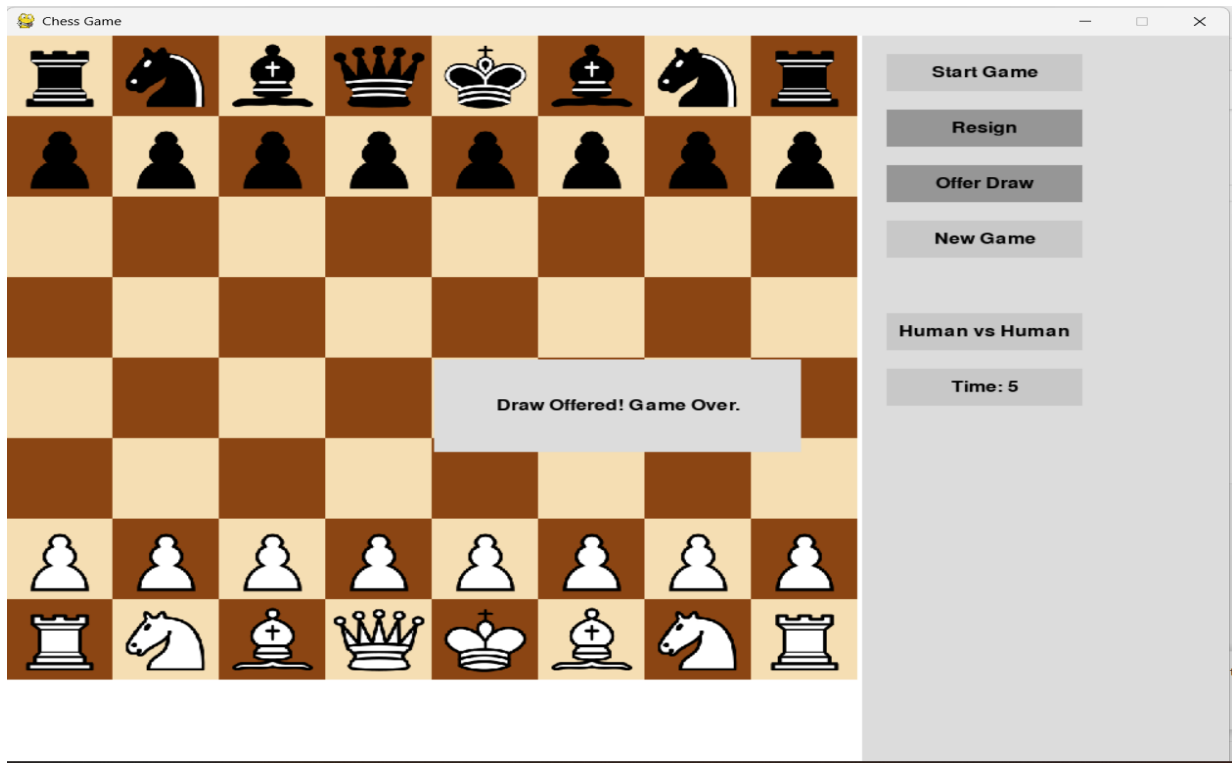 Chess Game
Start Game
Resign
Offer Draw
New Game
Human vs Human
Time: 5
Draw Offered! Game Over.